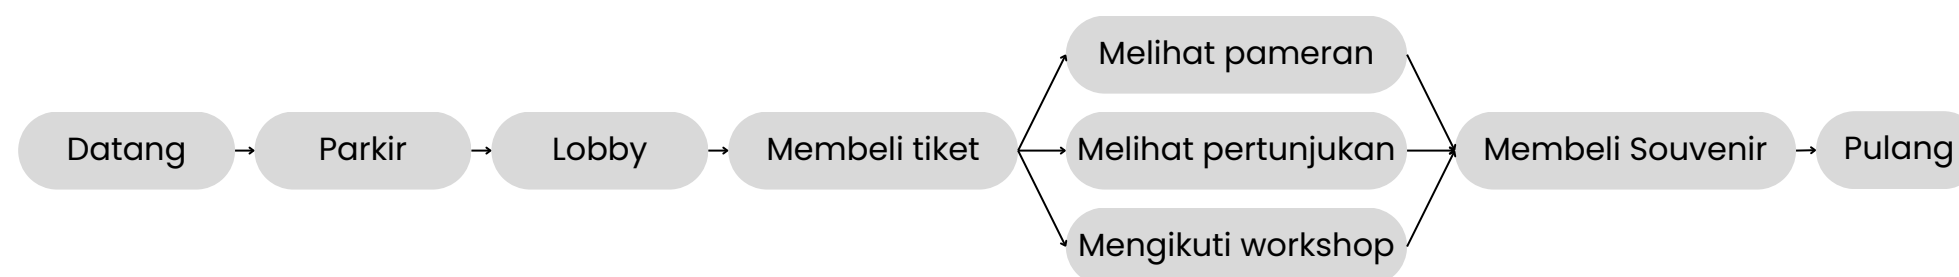 Datang
Parkir
Lobby
Membeli tiket
Melihat pameran
Melihat pertunjukan
Mengikuti workshop
Membeli Souvenir
Pulang